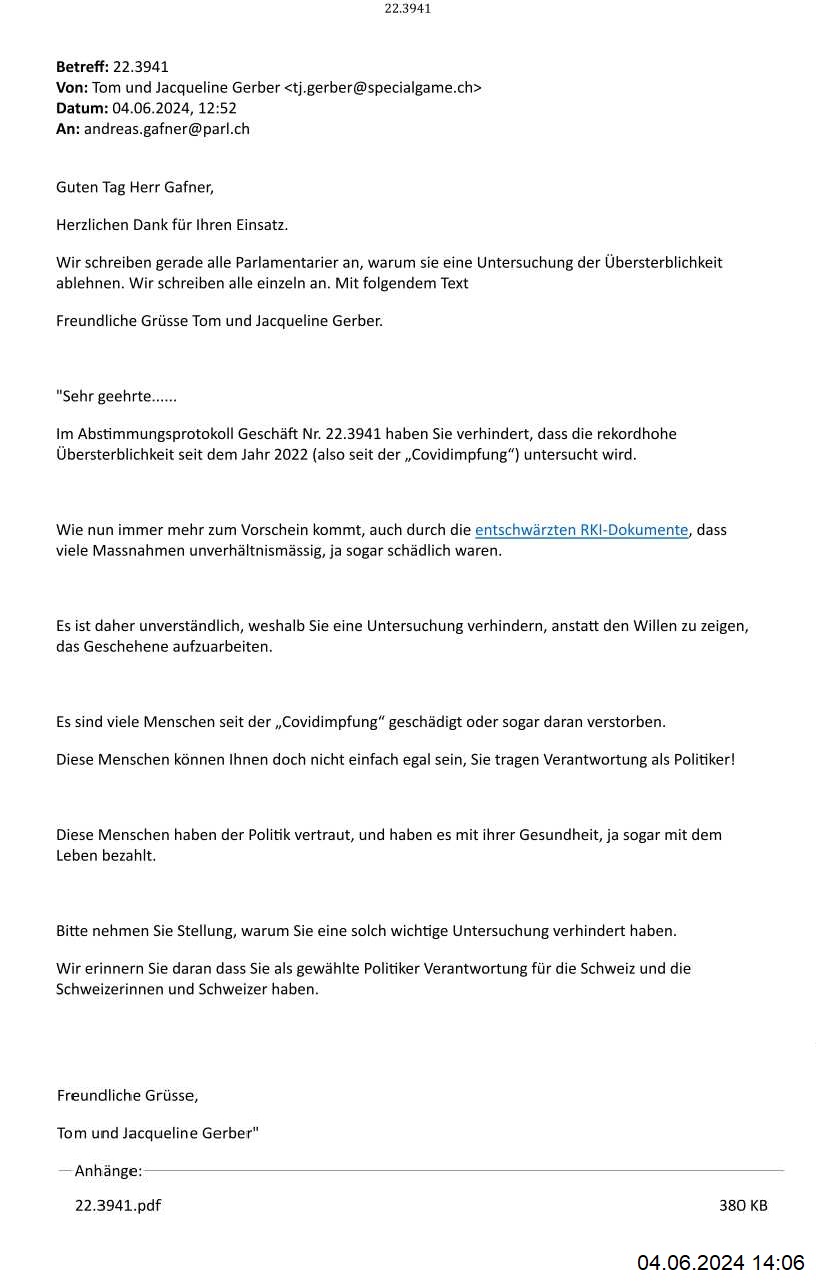 22.3941
Betreff: 22.3941
Von: Tom und Jacqueline Gerber <tj.gerber@specialgame.ch>
Datum: 04.06.2024, 12:52
An: andreas.gafner@parl.ch
Guten Tag Herr Gafner,
Herzlichen Dank für Ihren Einsatz.
Wir schreiben gerade alle Parlamentarier an, warum sie eine Untersuchung der Übersterblichkeit
ablehnen. Wir schreiben alle einzeln an. Mit folgendem Text
Freundliche Grüsse Tom und Jacqueline Gerber.
"Sehr geehrte......
Im Abstimmungsprotokoll Geschäft Nr. 22.3941 haben Sie verhindert, dass die rekordhohe
Übersterblichkeit seit dem Jahr 2022 (also seit der „Covidimpfung“) untersucht wird.
Wie nun immer mehr zum Vorschein kommt, auch durch die entschwärzten RKI-Dokumente, dass
viele Massnahmen unverhältnismässig, ja sogar schädlich waren.
Es ist daher unverständlich, weshalb Sie eine Untersuchung verhindern, anstatt den Willen zu zeigen,
das Geschehene aufzuarbeiten.
Es sind viele Menschen seit der „Covidimpfung“ geschädigt oder sogar daran verstorben.
Diese Menschen können Ihnen doch nicht einfach egal sein, Sie tragen Verantwortung als Politiker!
Diese Menschen haben der Politik vertraut, und haben es mit ihrer Gesundheit, ja sogar mit dem
Leben bezahlt.
Bitte nehmen Sie Stellung, warum Sie eine solch wichtige Untersuchung verhindert haben.
Wir erinnern Sie daran dass Sie als gewählte Politiker Verantwortung für die Schweiz und die
Schweizerinnen und Schweizer haben.
Freundliche Grüsse,
Tom und Jacqueline Gerber"
Anhänge:
22.3941.pdf 380 KB
04.06.2024 14:06